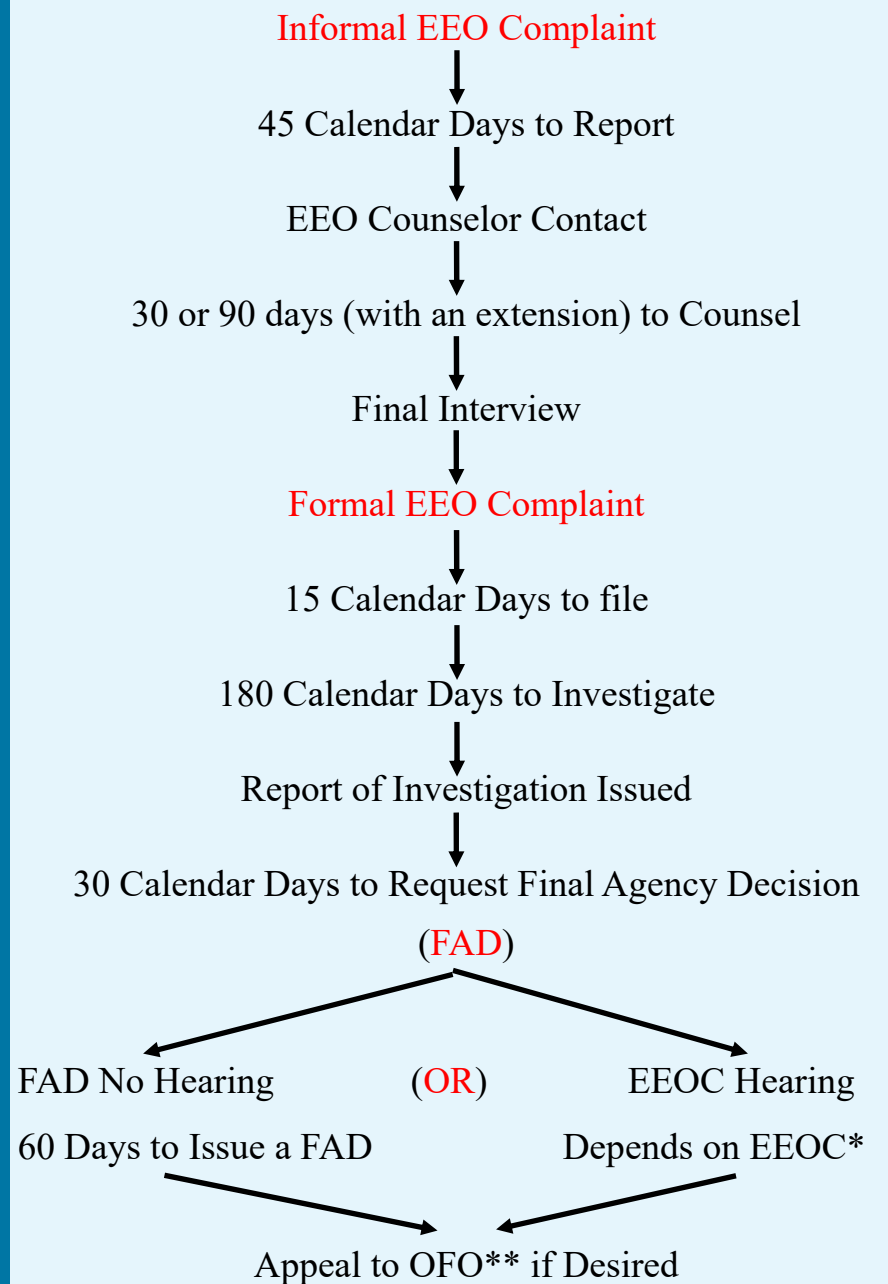 Informal EEO Complaint
45 Calendar Days to Report
EEO Counselor Contact
30 or 90 days (with an extension) to Counsel
Final Interview
Formal EEO Complaint
15 Calendar Days to file
180 Calendar Days to Investigate
Report of Investigation Issued
30 Calendar Days to Request Final Agency Decision
(FAD)
FAD No Hearing (OR) EEOC Hearing
60 Days to Issue a FAD Depends on EEOC*
Appeal to OFO** if Desired